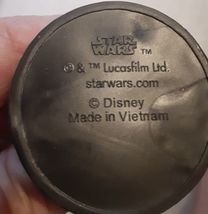 STAR
WARS ™
© & ™ Lucasfilm Ltd.
starwars.com
© Disney
Made in Vietnam